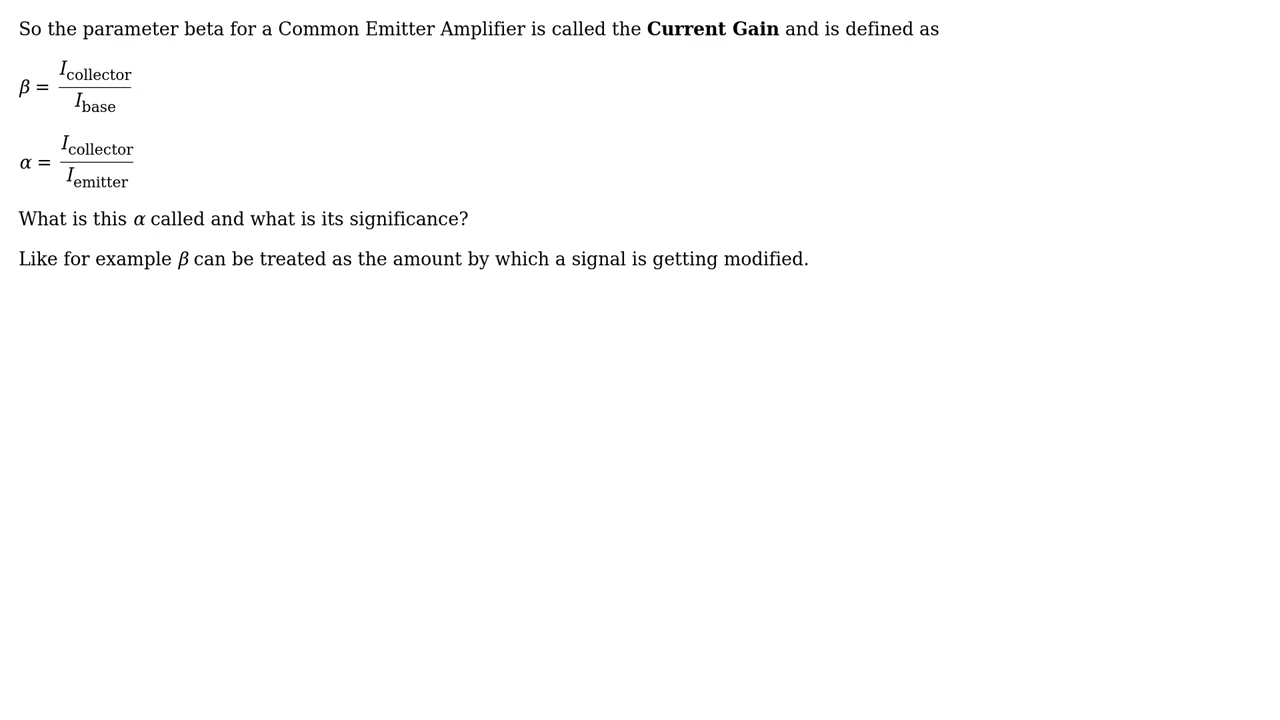 So the parameter beta for a Common Emitter Amplifier is called the Current Gain and is defined as
β = I_collector / I_base
α = I_collector / I_emitter
What is this α called and what is its significance?
Like for example β can be treated as the amount by which a signal is getting modified.